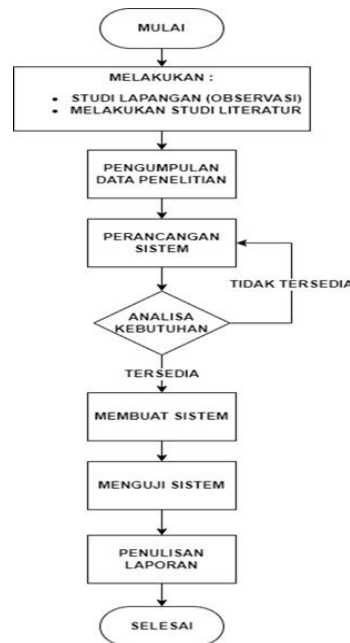 MULAI
MELAKUKAN :
• STUDI LAPANGAN (OBSERVASI)
• MELAKUKAN STUDI LITERATUR
PENGUMPULAN
DATA PENELITIAN
PERANCANGAN
SISTEM
TIDAK TERSEDIA
ANALISA
KEBUTUHAN
TERSEDIA
MEMBUAT SISTEM
MENGUJI SISTEM
PENULISAN
LAPORAN
SELESAI